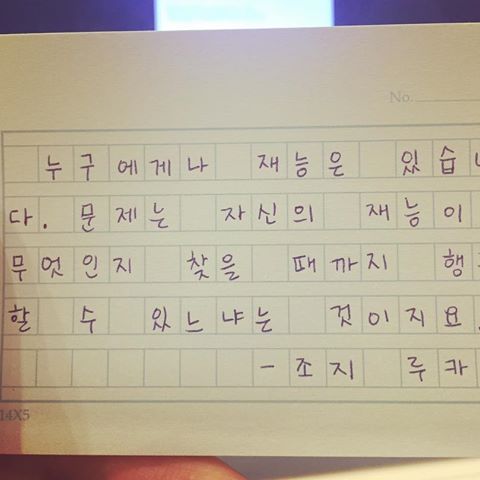 No.
누구에게나 재능은 있습
다. 문제는 자신의 재능이
무엇인지 찾을 때까지 행
할 수 있느냐는 것이지요.
- 조지 루카
14X5